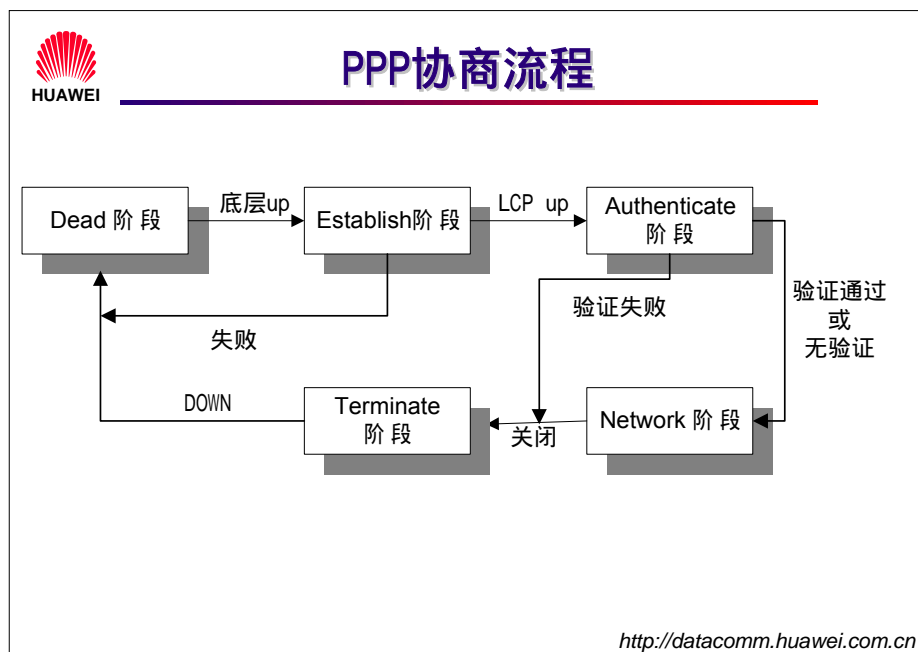 HUAWEI
PPP协商流程
Dead 阶 段
底层up
Establish阶 段
LCP up
Authenticate
阶 段
失败
验证失败
验证通过
或
无验证
DOWN
Terminate
阶 段
关闭
Network 阶 段
http://datacomm.huawei.com.cn